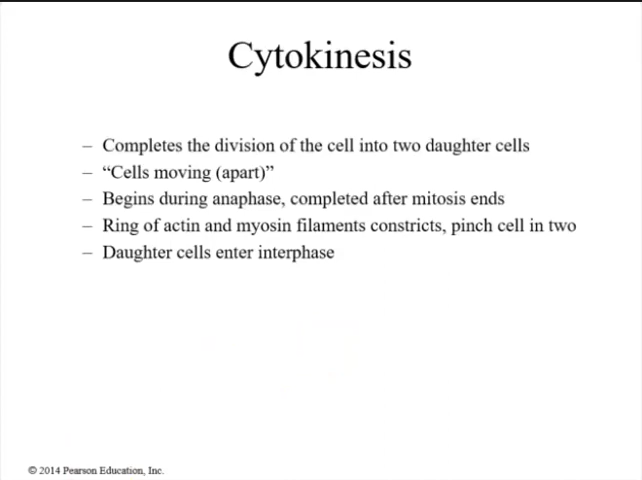 Cytokinesis
– Completes the division of the cell into two daughter cells
– “Cells moving (apart)”
– Begins during anaphase, completed after mitosis ends
– Ring of actin and myosin filaments constricts, pinch cell in two
– Daughter cells enter interphase
© 2014 Pearson Education, Inc.